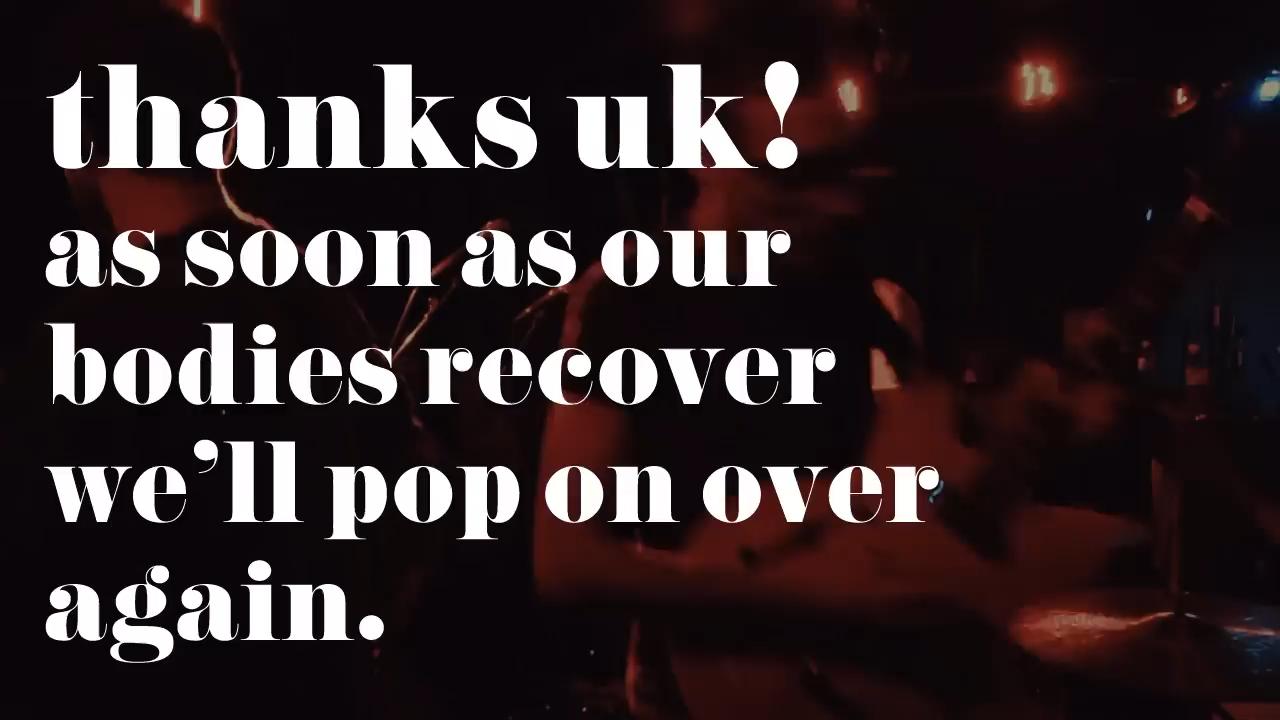 thanks uk!
as soon as our
bodies recover
we’ll pop on over
again.